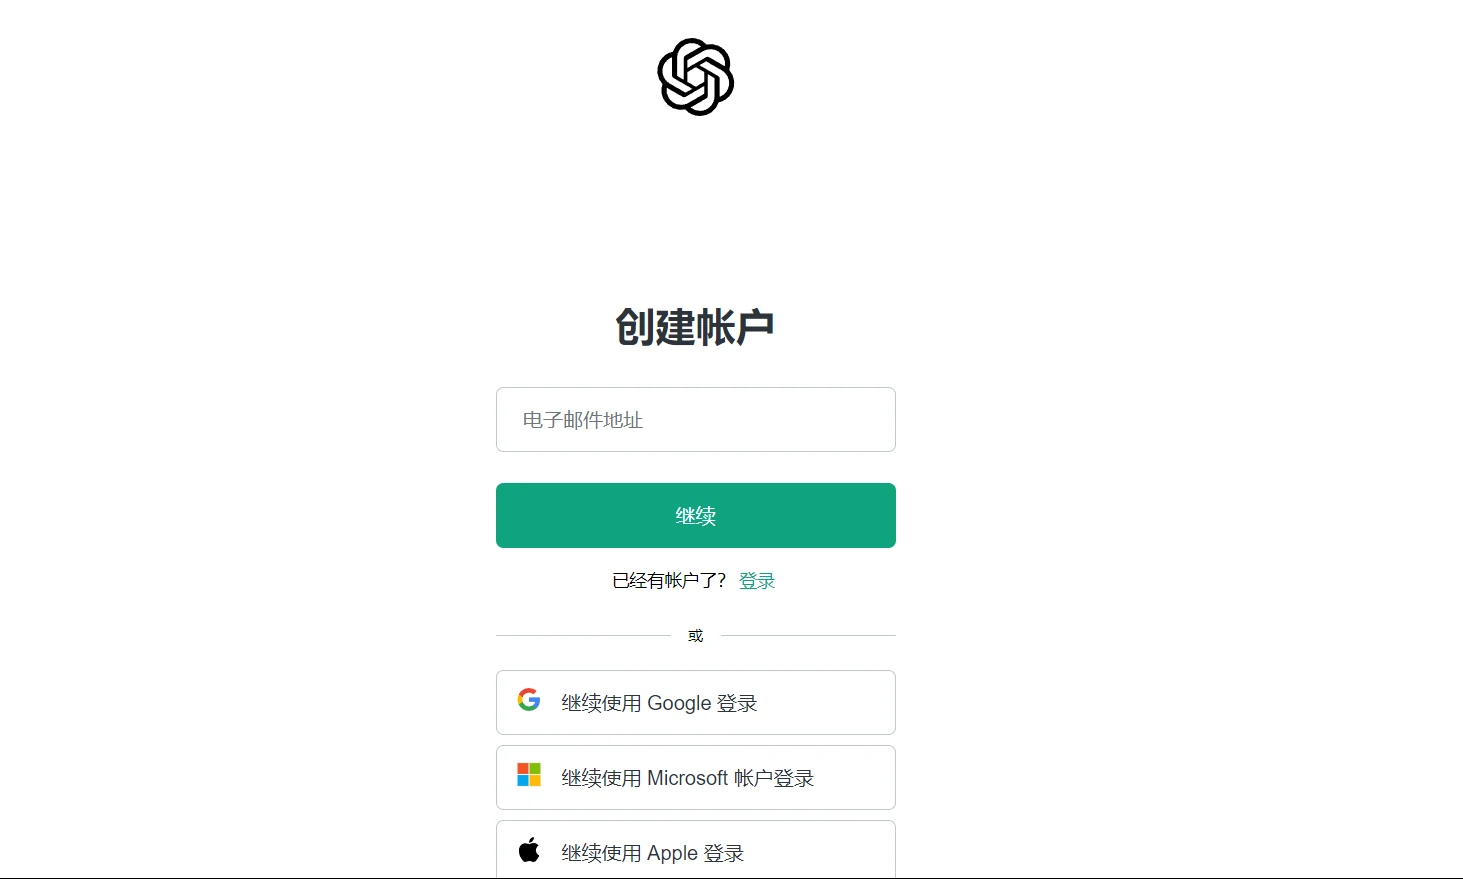 创建帐户
电子邮件地址
继续
已经有帐户了？ 登录
或
继续使用 Google 登录
继续使用 Microsoft 帐户登录
继续使用 Apple 登录